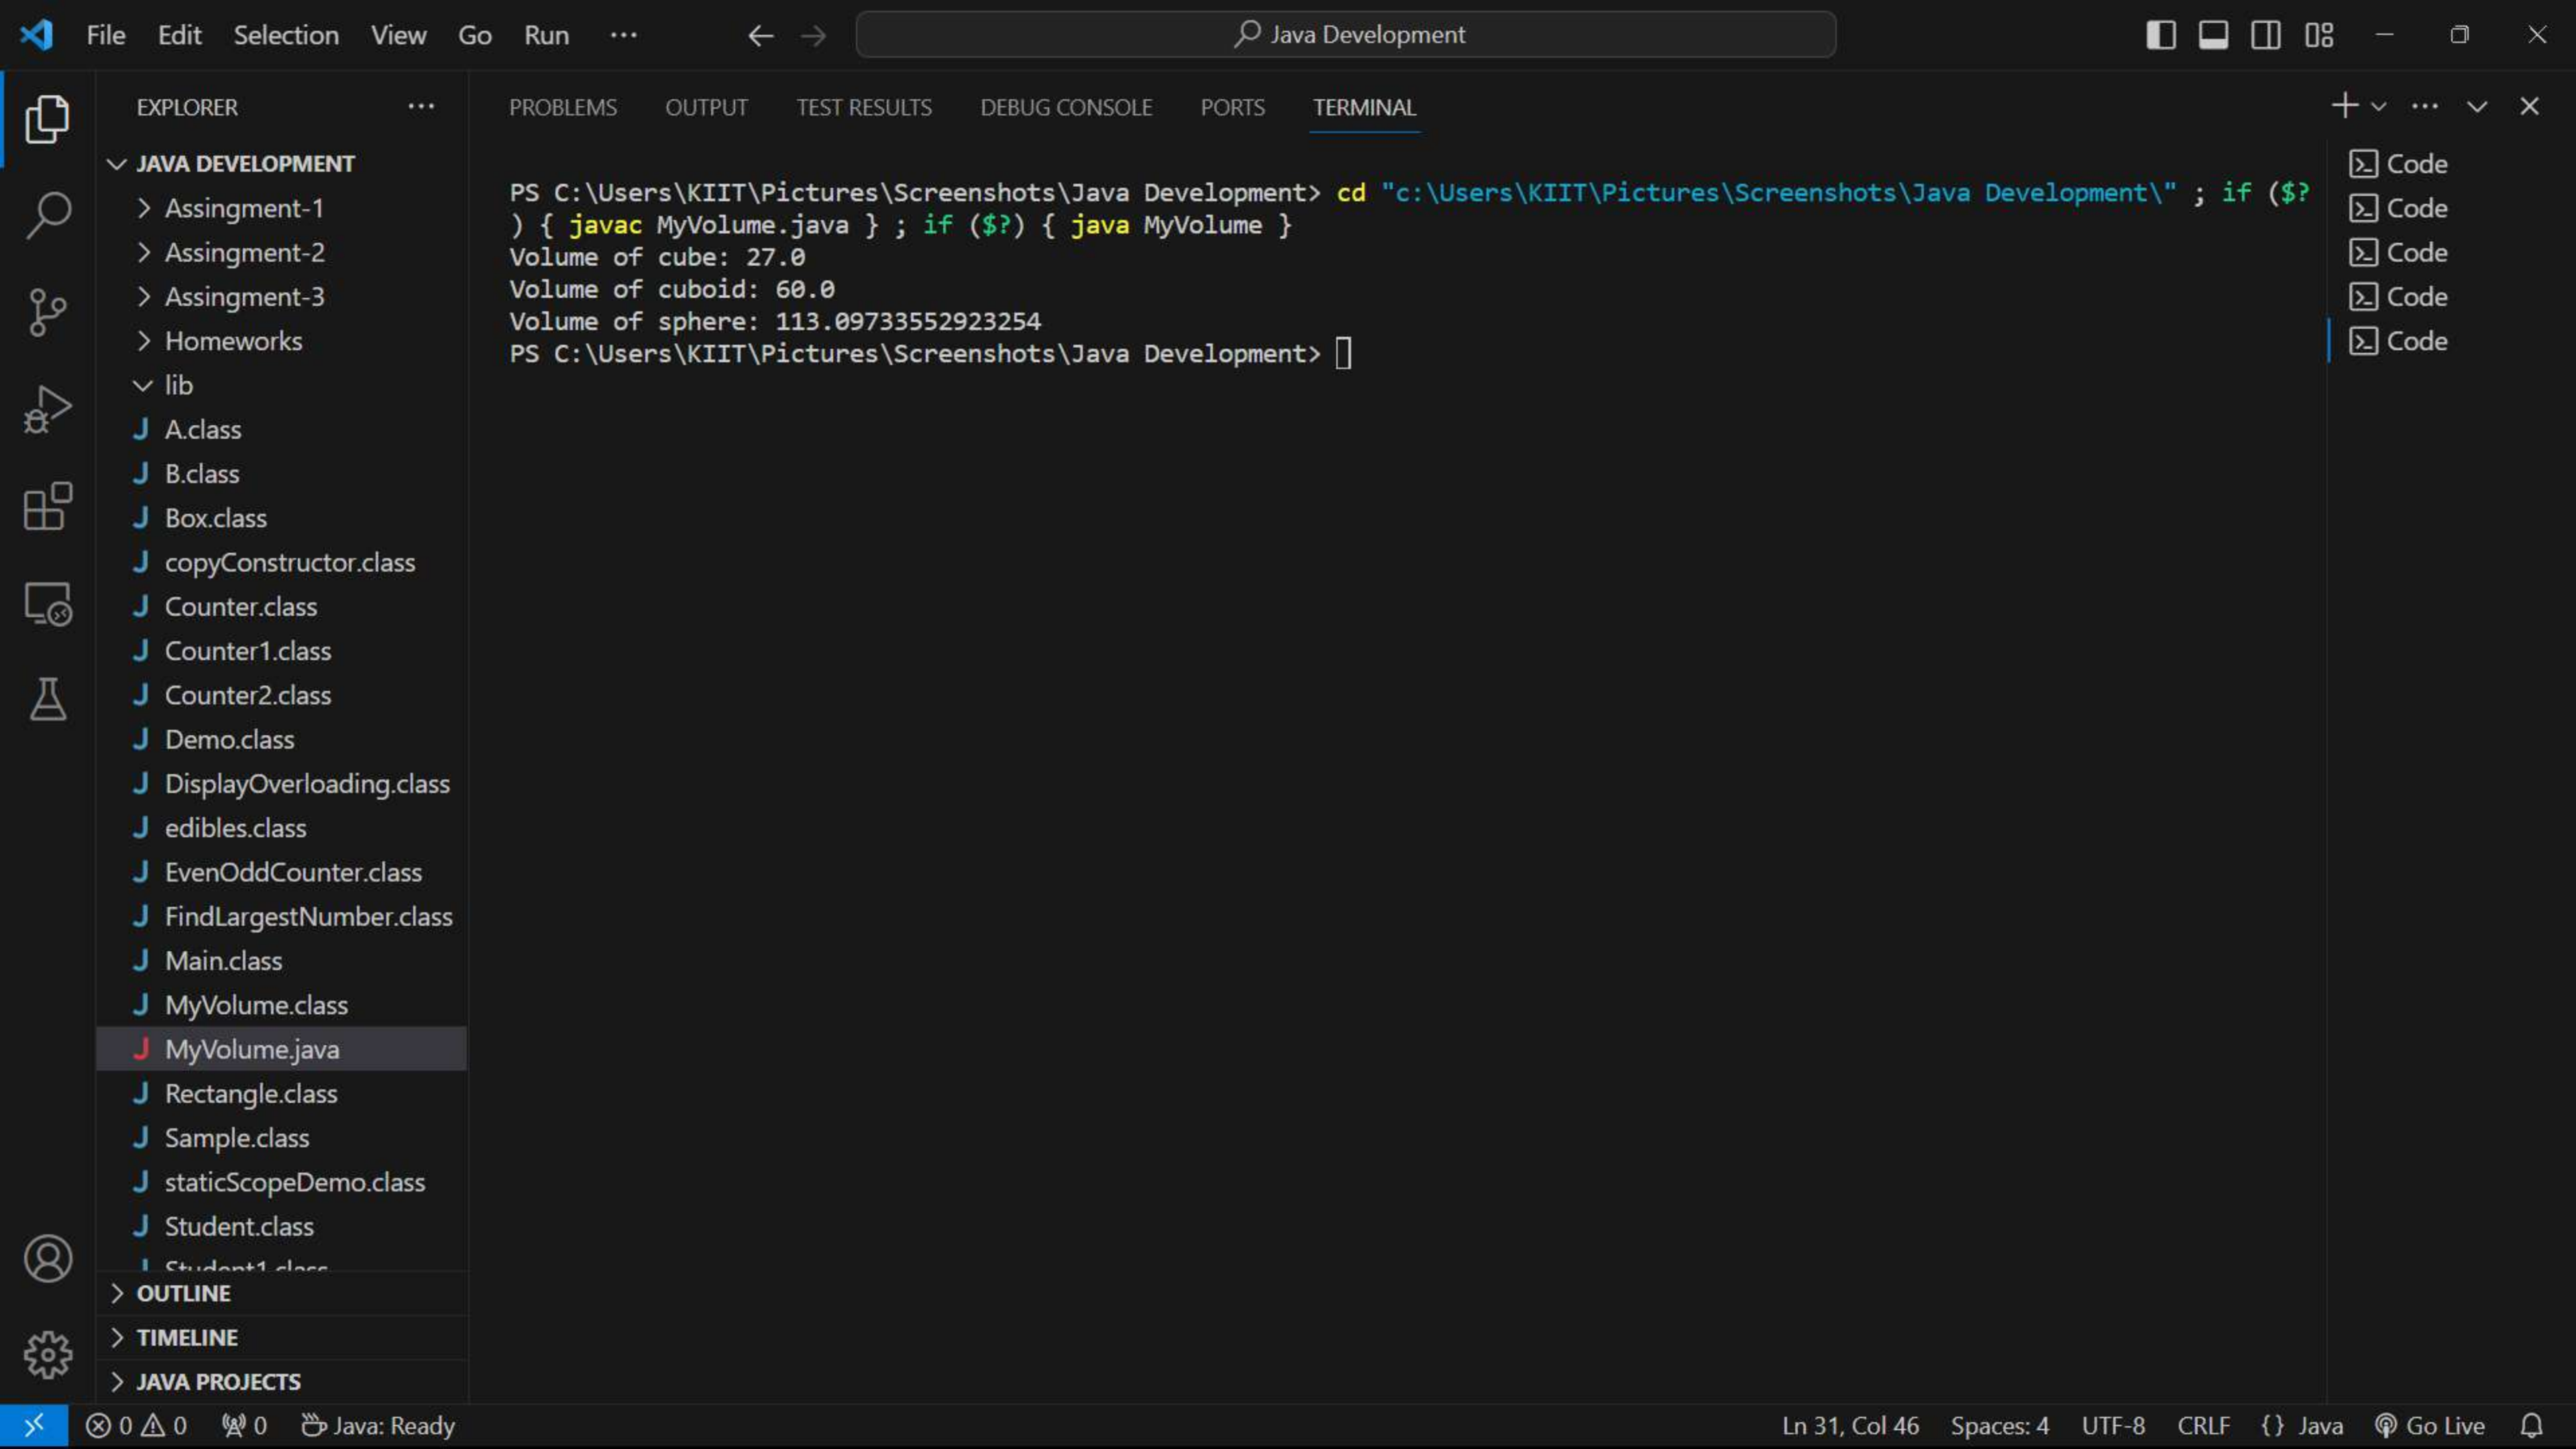 File Edit Selection View Go Run ··· Java Development
EXPLORER ···
JAVA DEVELOPMENT
Assingment-1
Assingment-2
Assingment-3
Homeworks
lib
A.class
B.class
Box.class
copyConstructor.class
Counter.class
Counter1.class
Counter2.class
Demo.class
DisplayOverloading.class
edibles.class
EvenOddCounter.class
FindLargestNumber.class
Main.class
MyVolume.class
MyVolume.java
Rectangle.class
Sample.class
staticScopeDemo.class
Student.class
Student1.class
OUTLINE
TIMELINE
JAVA PROJECTS
PROBLEMS OUTPUT TEST RESULTS DEBUG CONSOLE PORTS TERMINAL
PS C:\Users\KIIT\Pictures\Screenshots\Java Development> cd "c:\Users\KIIT\Pictures\Screenshots\Java Development\" ; if ($?
) { javac MyVolume.java } ; if ($?) { java MyVolume }
Volume of cube: 27.0
Volume of cuboid: 60.0
Volume of sphere: 113.09733552923254
PS C:\Users\KIIT\Pictures\Screenshots\Java Development>
Code
Code
Code
Code
Code
0 0 0 Java: Ready Ln 31, Col 46 Spaces: 4 UTF-8 CRLF {} Java Go Live